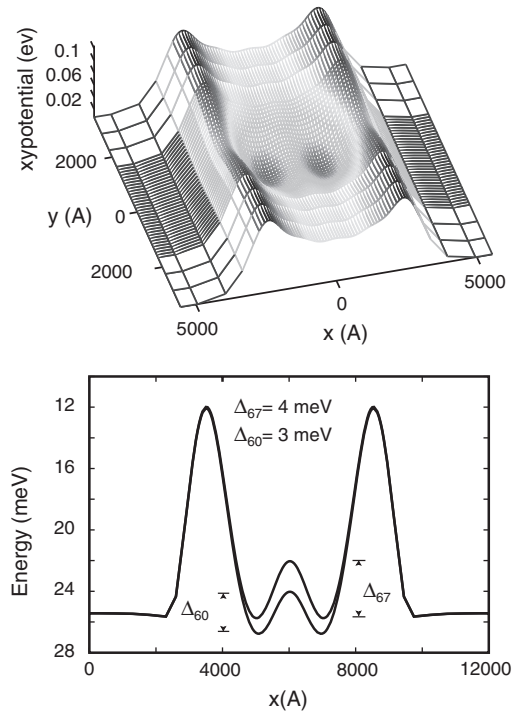 xypotential (ev)
0.1
0.06
0.02
2000
y (A)
0
2000
5000
0
5000
x (A)
Δ67= 4 meV
Δ60= 3 meV
Energy (meV)
12
16
20
24
28
Δ60
Δ67
0
4000
8000
12000
x(A)